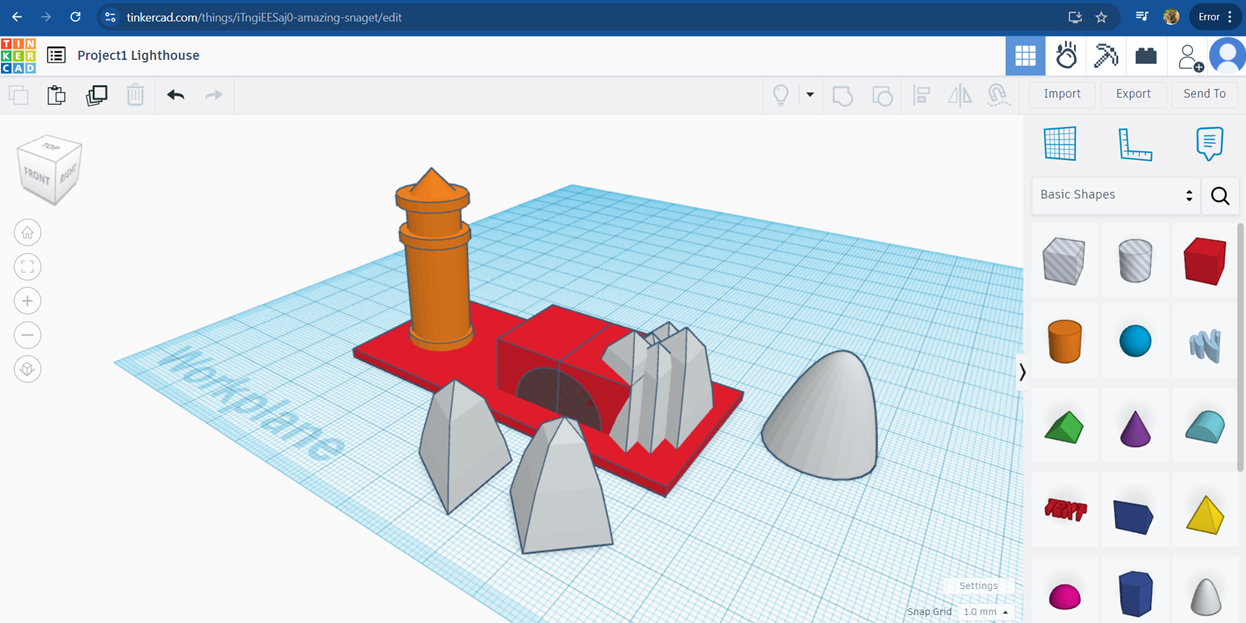 tinkercad.com/things/iTngiEESaj0-amazing-snaget/edit
Error
TIN
KER
CAD
Project1 Lighthouse
Import
Export
Send To
TOP
FRONT
RIGHT
Basic Shapes
Workplane
TEXT
Settings
Snap Grid 1.0 mm